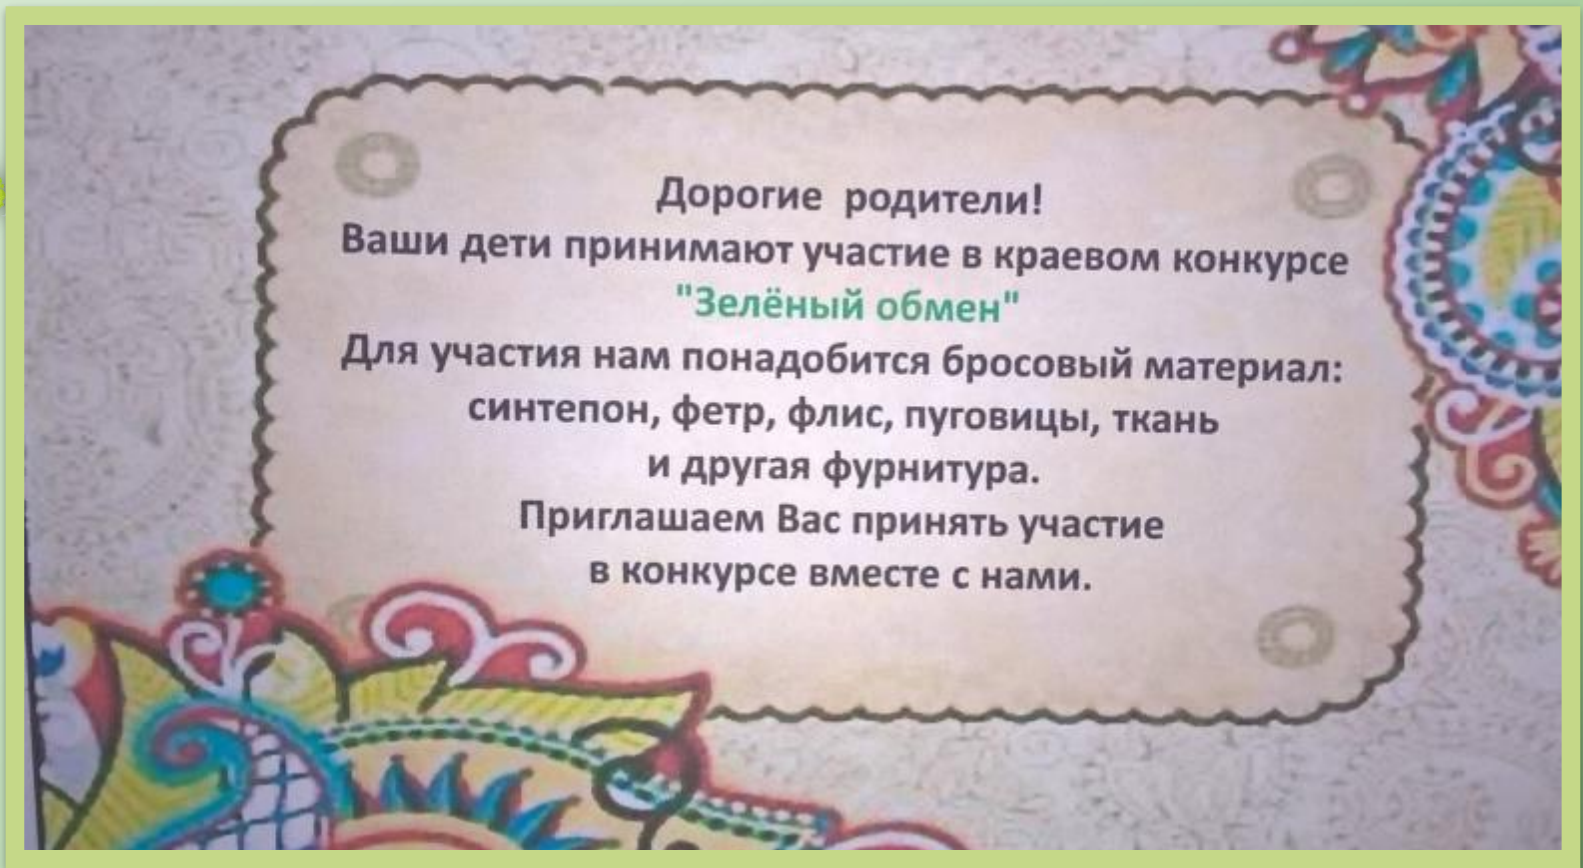 Дорогие родители!
Ваши дети принимают участие в краевом конкурсе
"Зелёный обмен"
Для участия нам понадобится бросовый материал:
синтепон, фетр, флис, пуговицы, ткань
и другая фурнитура.
Приглашаем Вас принять участие
в конкурсе вместе с нами.